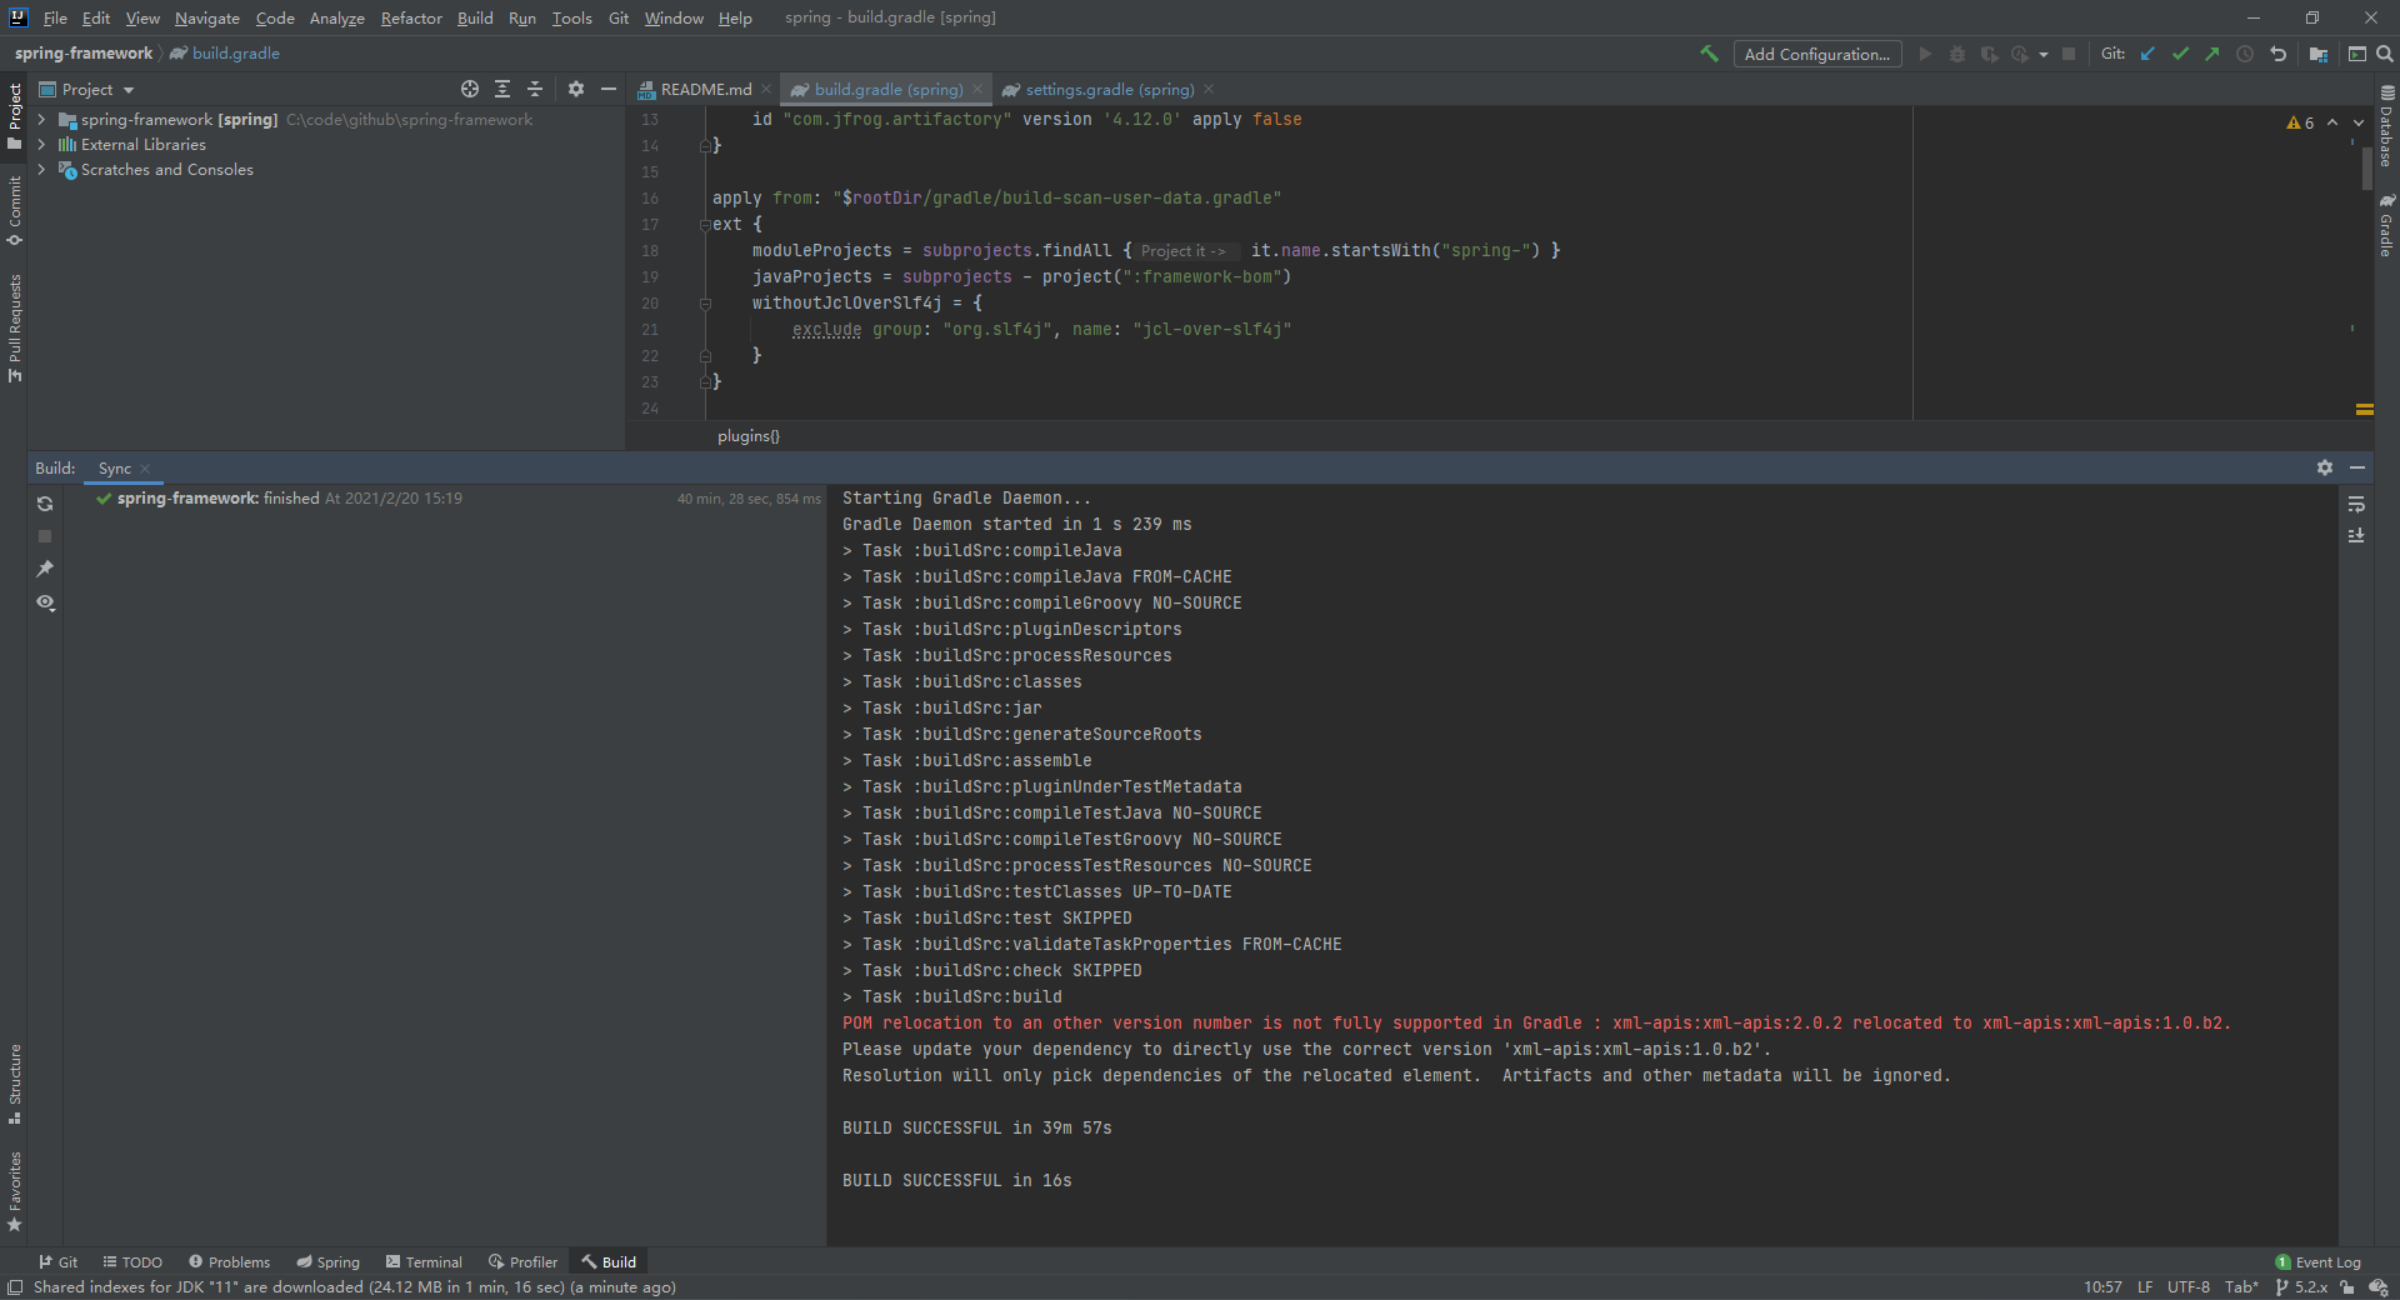 File Edit View Navigate Code Analyze Refactor Build Run Tools Git Window Help spring - build.gradle [spring]
spring-framework build.gradle Add Configuration... Git:
Project README.md build.gradle (spring) settings.gradle (spring)
spring-framework [spring] C:\code\github\spring-framework
External Libraries
Scratches and Consoles
13 id "com.jfrog.artifactory" version '4.12.0' apply false
14 }
15
16 apply from: "$rootDir/gradle/build-scan-user-data.gradle"
17 ext {
18 moduleProjects = subprojects.findAll { Project it -> it.name.startsWith("spring-") }
19 javaProjects = subprojects - project(":framework-bom")
20 withoutJclOverSlf4j = {
21 exclude group: "org.slf4j", name: "jcl-over-slf4j"
22 }
23 }
24
6
plugins{}
Project
Commit
Pull Requests
Structure
Favorites
Database
Gradle
Build: Sync
spring-framework: finished At 2021/2/20 15:19 40 min, 28 sec, 854 ms
Starting Gradle Daemon...
Gradle Daemon started in 1 s 239 ms
> Task :buildSrc:compileJava
> Task :buildSrc:compileJava FROM-CACHE
> Task :buildSrc:compileGroovy NO-SOURCE
> Task :buildSrc:pluginDescriptors
> Task :buildSrc:processResources
> Task :buildSrc:classes
> Task :buildSrc:jar
> Task :buildSrc:generateSourceRoots
> Task :buildSrc:assemble
> Task :buildSrc:pluginUnderTestMetadata
> Task :buildSrc:compileTestJava NO-SOURCE
> Task :buildSrc:compileTestGroovy NO-SOURCE
> Task :buildSrc:processTestResources NO-SOURCE
> Task :buildSrc:testClasses UP-TO-DATE
> Task :buildSrc:test SKIPPED
> Task :buildSrc:validateTaskProperties FROM-CACHE
> Task :buildSrc:check SKIPPED
> Task :buildSrc:build
POM relocation to an other version number is not fully supported in Gradle : xml-apis:xml-apis:2.0.2 relocated to xml-apis:xml-apis:1.0.b2.
Please update your dependency to directly use the correct version 'xml-apis:xml-apis:1.0.b2'.
Resolution will only pick dependencies of the relocated element.  Artifacts and other metadata will be ignored.
BUILD SUCCESSFUL in 39m 57s
BUILD SUCCESSFUL in 16s
Git TODO Problems Spring Terminal Profiler Build 1 Event Log
Shared indexes for JDK "11" are downloaded (24.12 MB in 1 min, 16 sec) (a minute ago) 10:57 LF UTF-8 Tab* 5.2.x